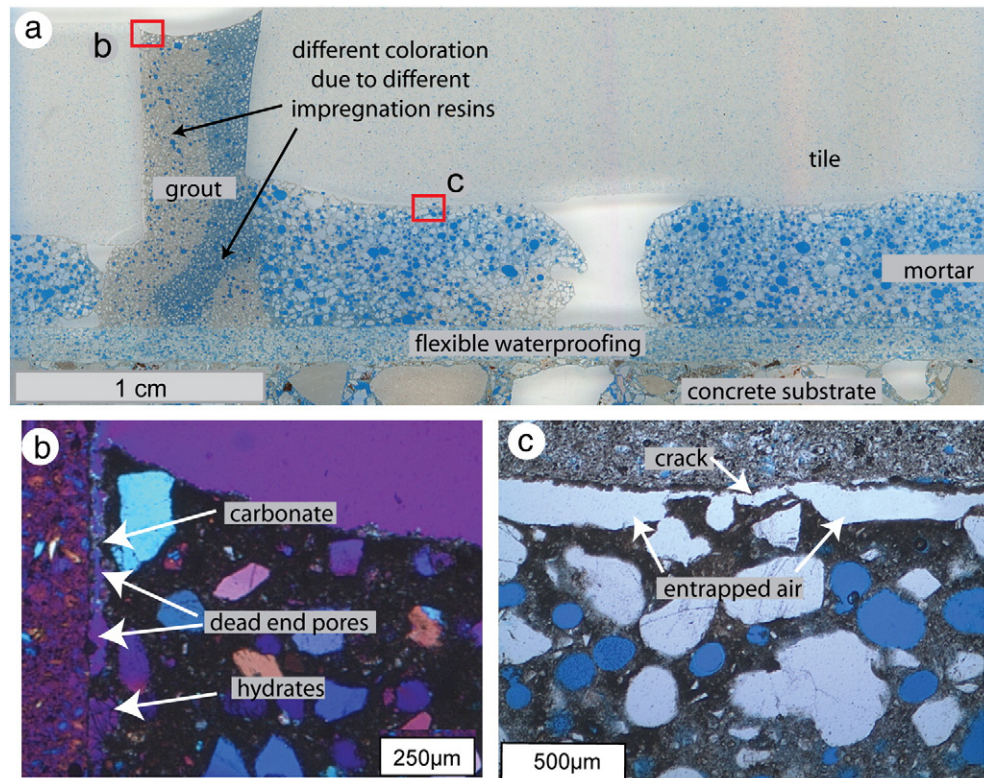 a
b
different coloration
due to different
impregnation resins
tile
grout
c
mortar
flexible waterproofing
1 cm
concrete substrate
b
carbonate
dead end pores
hydrates
250µm
c
crack
entrapped air
500µm